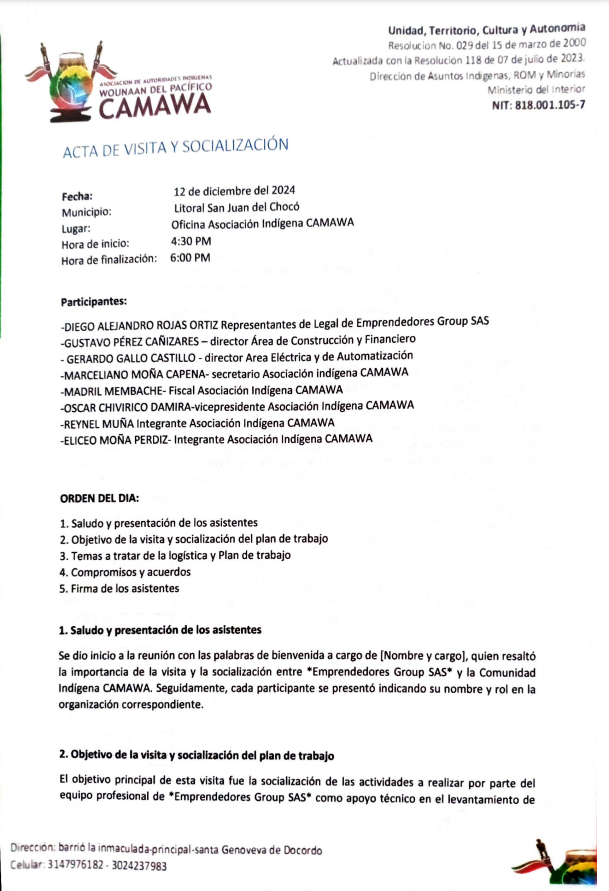 Unidad, Territorio, Cultura y Autonomía
Resolución No. 029 del 15 de marzo de 2000
Actualizada con la Resolución 118 de 07 de julio de 2023.
Dirección de Asuntos Indígenas, ROM y Minorías
Ministerio del Interior
NIT: 818.001.105-7
ASOCIACIÓN DE AUTORIDADES INDÍGENAS
WOUNAAN DEL PACÍFICO
CAMAWA
ACTA DE VISITA Y SOCIALIZACIÓN
Fecha: 12 de diciembre del 2024
Municipio: Litoral San Juan del Chocó
Lugar: Oficina Asociación Indígena CAMAWA
Hora de inicio: 4:30 PM
Hora de finalización: 6:00 PM
Participantes:
-DIEGO ALEJANDRO ROJAS ORTIZ Representantes de Legal de Emprendedores Group SAS
-GUSTAVO PÉREZ CAÑIZARES – director Área de Construcción y Financiero
- GERARDO GALLO CASTILLO - director Area Eléctrica y de Automatización
-MARCELIANO MOÑA CAPENA- secretario Asociación indígena CAMAWA
-MADRIL MEMBACHE- Fiscal Asociación Indígena CAMAWA
-OSCAR CHIVIRICO DAMIRA-vicepresidente Asociación Indígena CAMAWA
-REYNEL MUÑA Integrante Asociación Indígena CAMAWA
-ELICEO MOÑA PERDIZ- Integrante Asociación Indígena CAMAWA
ORDEN DEL DIA:
1. Saludo y presentación de los asistentes
2. Objetivo de la visita y socialización del plan de trabajo
3. Temas a tratar de la logística y Plan de trabajo
4. Compromisos y acuerdos
5. Firma de los asistentes
1. Saludo y presentación de los asistentes
Se dio inicio a la reunión con las palabras de bienvenida a cargo de [Nombre y cargo], quien resaltó
la importancia de la visita y la socialización entre *Emprendedores Group SAS* y la Comunidad
Indígena CAMAWA. Seguidamente, cada participante se presentó indicando su nombre y rol en la
organización correspondiente.
2. Objetivo de la visita y socialización del plan de trabajo
El objetivo principal de esta visita fue la socialización de las actividades a realizar por parte del
equipo profesional de *Emprendedores Group SAS* como apoyo técnico en el levantamiento de
Dirección: barrió la inmaculada-principal-santa Genoveva de Docordo
Celular: 3147976182 - 3024237983